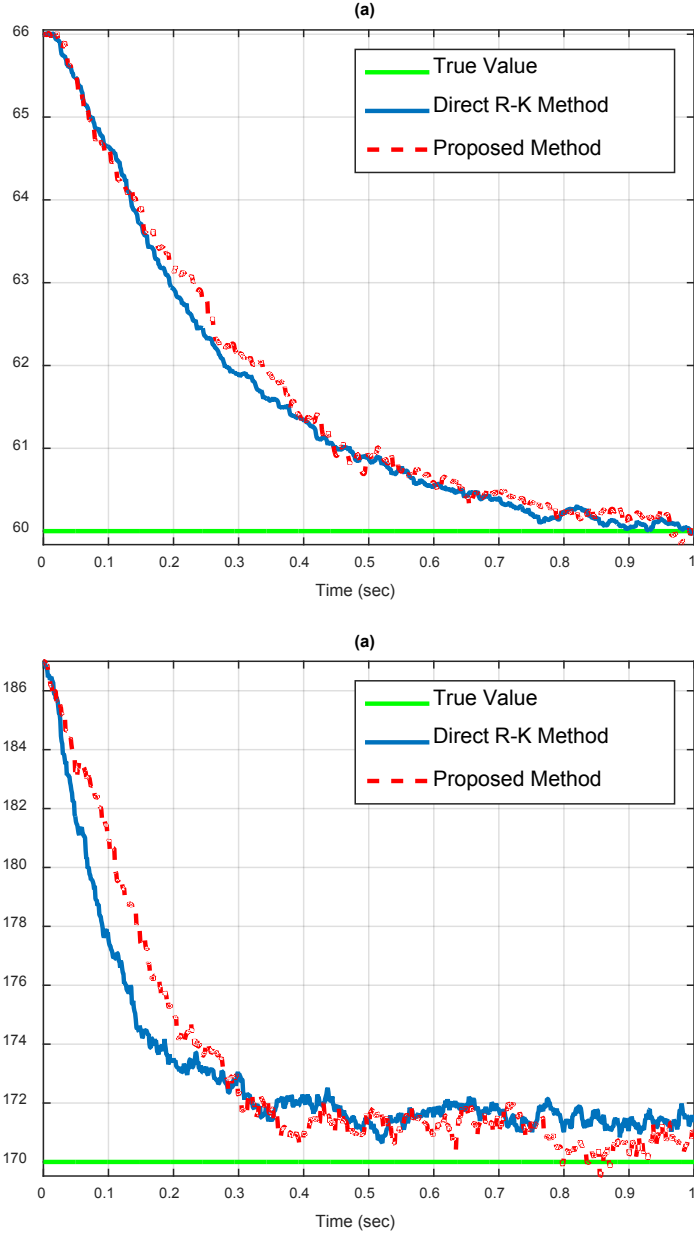 (a)
66
65
64
63
62
61
60
True Value
Direct R-K Method
Proposed Method
0 0.1 0.2 0.3 0.4 0.5 0.6 0.7 0.8 0.9 1
Time (sec)
(a)
186
184
182
180
178
176
174
172
170
True Value
Direct R-K Method
Proposed Method
0 0.1 0.2 0.3 0.4 0.5 0.6 0.7 0.8 0.9 1
Time (sec)